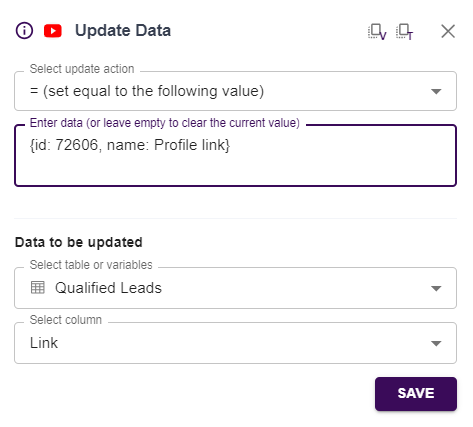 Update Data
V
T
Select update action
= (set equal to the following value)
Enter data (or leave empty to clear the current value)
{id: 72606, name: Profile link}
Data to be updated
Select table or variables
Qualified Leads
Select column
Link
SAVE